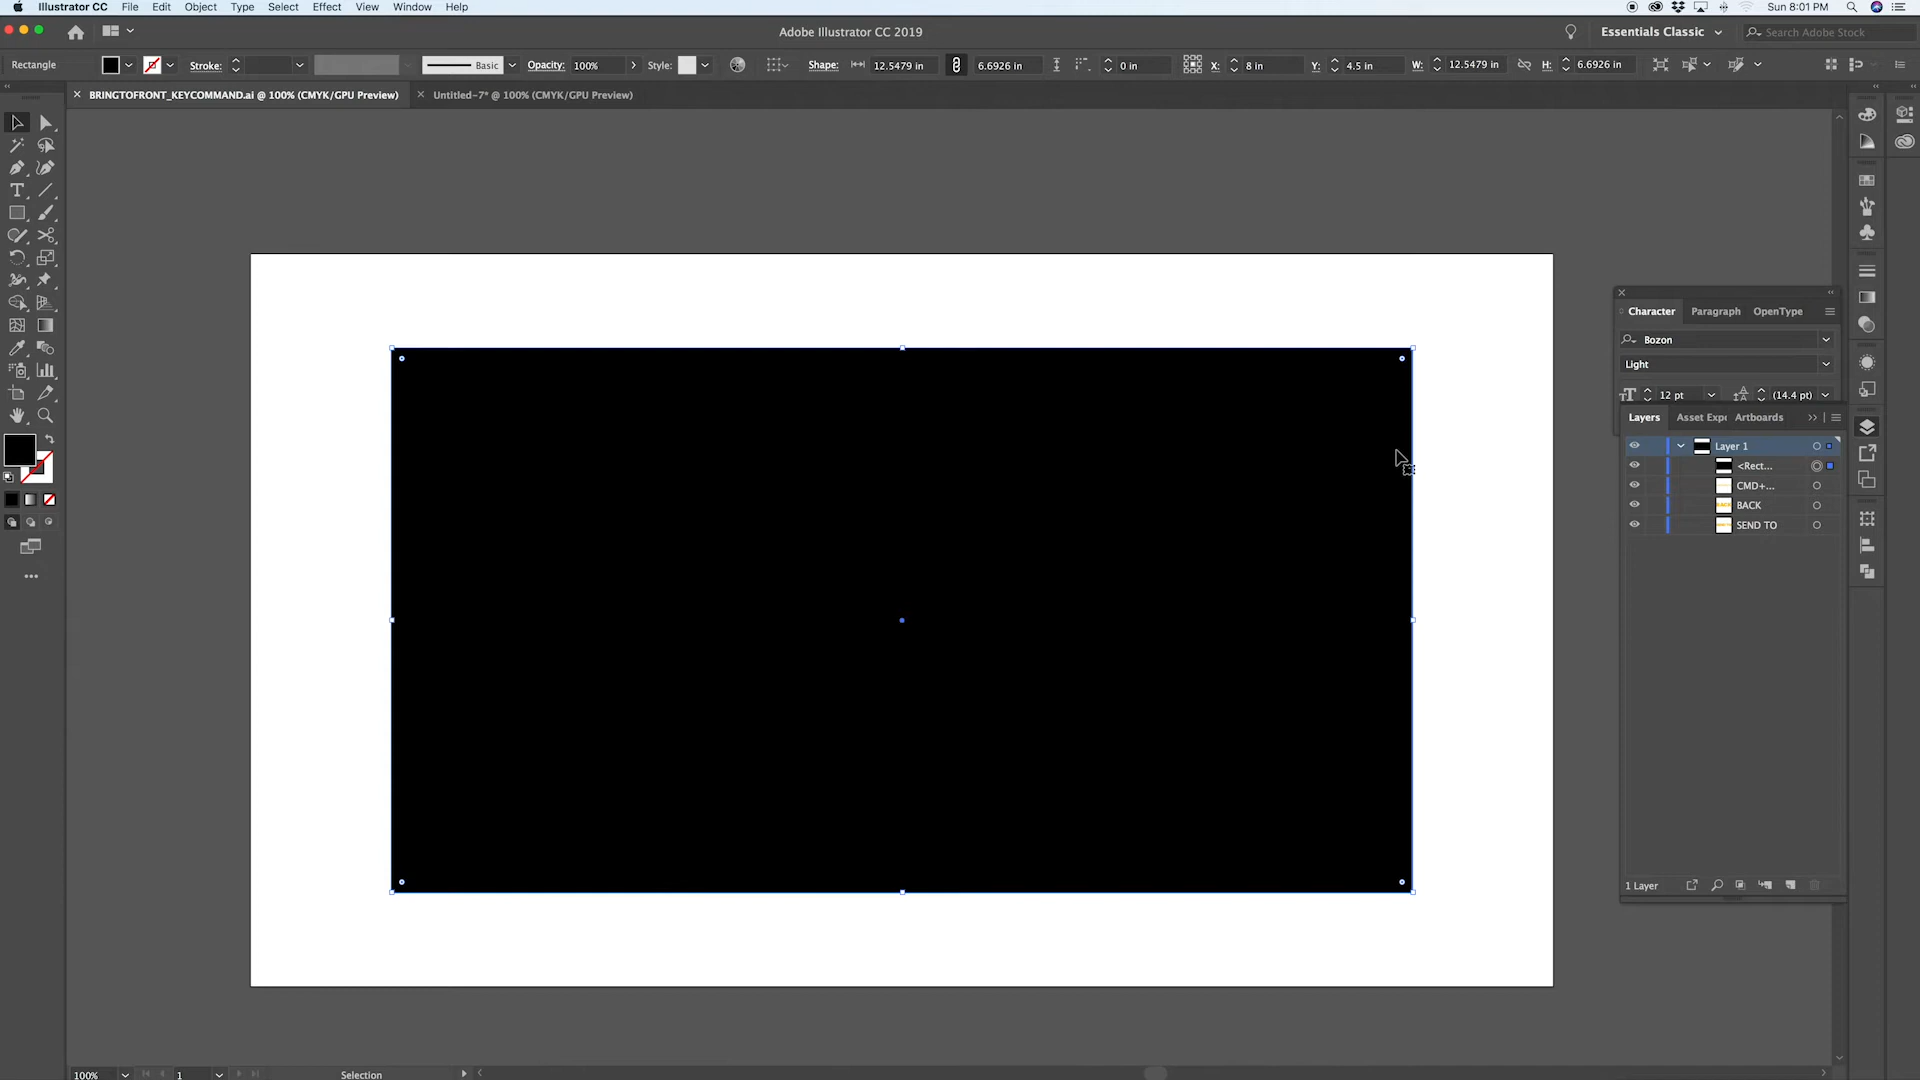 Illustrator CC File Edit Object Type Select Effect View Window Help Sun 8:01 PM
Adobe Illustrator CC 2019 Essentials Classic Search Adobe Stock
Rectangle Stroke: Basic Opacity: 100% Style: Shape: 12.5479 in 6.6926 in 0 in X: 8 in Y: 4.5 in W: 12.5479 in H: 6.6926 in
BRINGTOFRONT_KEYCOMMAND.ai @ 100% (CMYK/GPU Preview) Untitled-7* @ 100% (CMYK/GPU Preview)
Character Paragraph OpenType
Bozon
Light
12 pt (14.4 pt)
Layers Asset Expo Artboards
Layer 1
<Rect...
CMD+...
BACK
SEND TO
1 Layer
100% 1 Selection